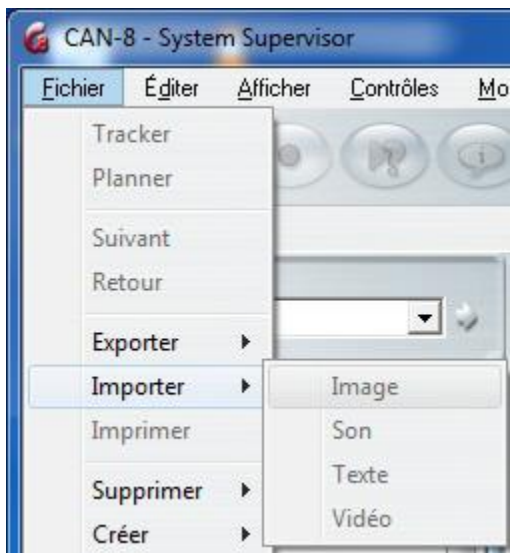 CAN-8 - System Supervisor
Fichier Éditer Afficher Contrôles Mo
Tracker
Planner
Suivant
Retour
Exporter
Importer
Image
Imprimer
Son
Texte
Supprimer
Vidéo
Créer